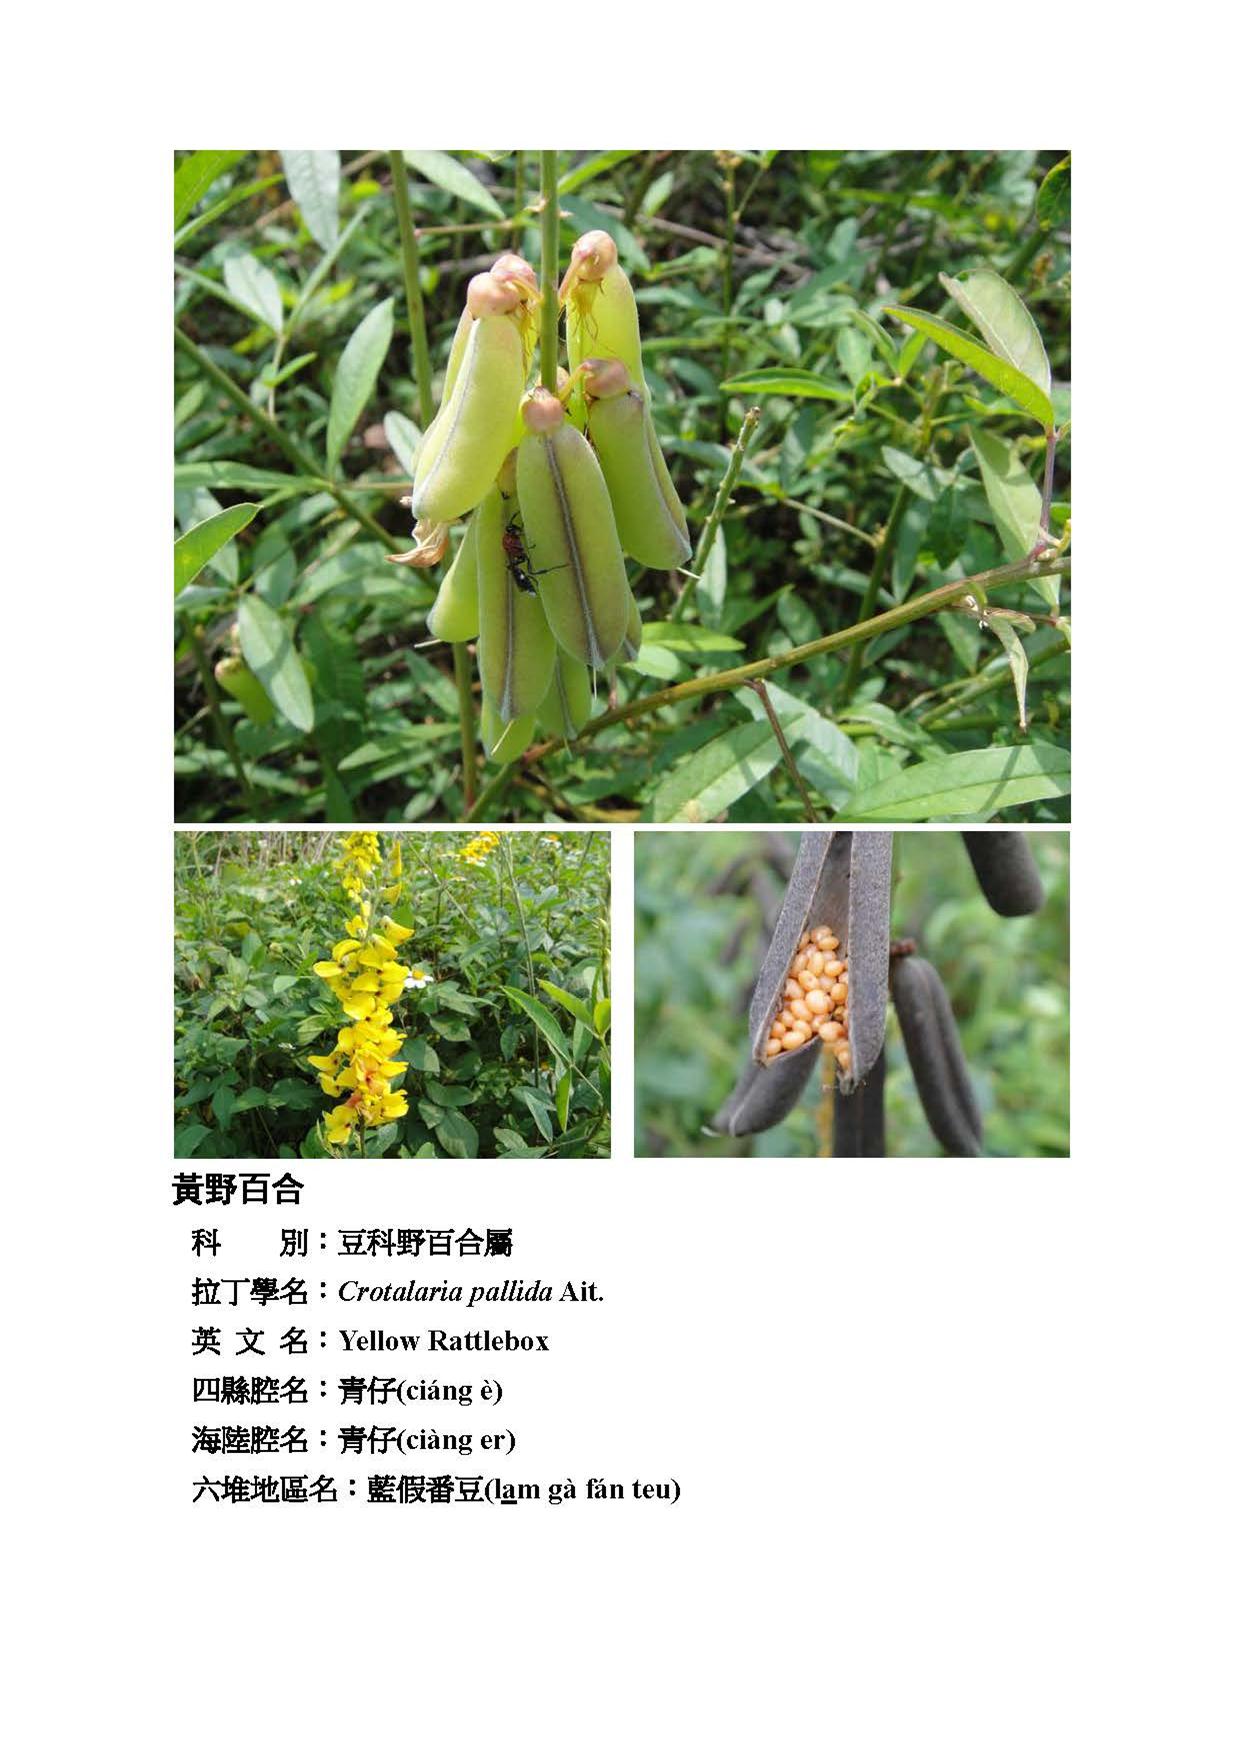 黃野百合
科　　別：豆科野百合屬
拉丁學名：Crotalaria pallida Ait.
英 文 名：Yellow Rattlebox
四縣腔名：青仔(ciáng è)
海陸腔名：青仔(ciàng er)
六堆地區名：藍假番豆(lam gà fán teu)